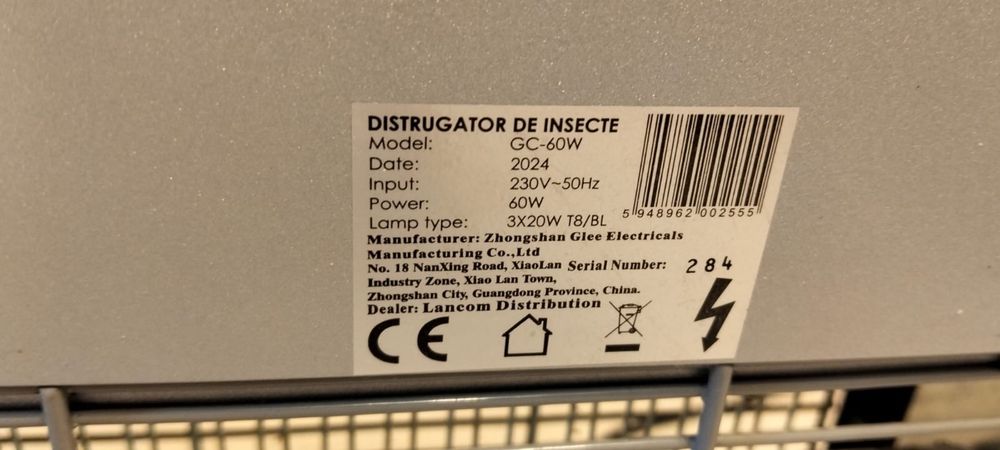 DISTRUGATOR DE INSECTE
Model: GC-60W
Date: 2024
Input: 230V~50Hz
Power: 60W
Lamp type: 3X20W T8/BL
5 948962 002555
Manufacturer: Zhongshan Glee Electricals
Manufacturing Co.,Ltd
No. 18 NanXing Road, XiaoLan Serial Number: 284
Industry Zone, Xiao Lan Town,
Zhongshan City, Guangdong Province, China.
Dealer: Lancom Distribution
CE